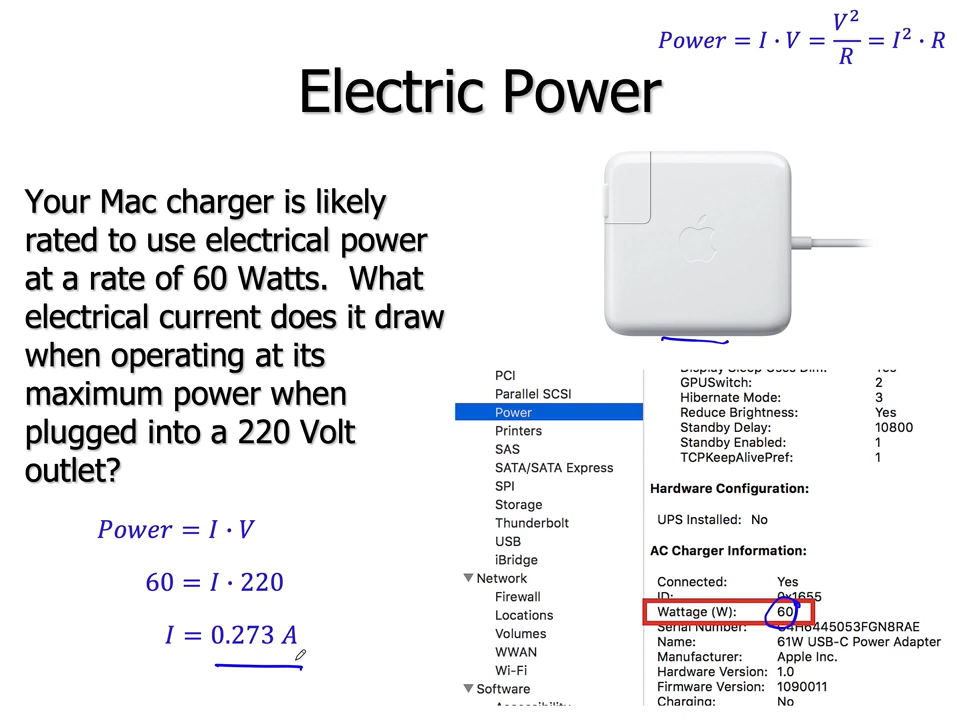 Power = I · V = V²/R = I² · R
Electric Power
Your Mac charger is likely
rated to use electrical power
at a rate of 60 Watts. What
electrical current does it draw
when operating at its
maximum power when
plugged into a 220 Volt
outlet?
Power = I · V
60 = I · 220
I = 0.273 A
PCI
Parallel SCSI
Power
Printers
SAS
SATA/SATA Express
SPI
Storage
Thunderbolt
USB
iBridge
Network
Firewall
Locations
Volumes
WWAN
Wi-Fi
Software
GPUSwitch: 2
Hibernate Mode: 3
Reduce Brightness: Yes
Standby Delay: 10800
Standby Enabled: 1
TCPKeepAlivePref: 1
Hardware Configuration:
UPS Installed: No
AC Charger Information:
Connected: Yes
ID: 0x1655
Wattage (W): 60
Serial Number: C4H6445053FGN8RAE
Name: 61W USB-C Power Adapter
Manufacturer: Apple Inc.
Hardware Version: 1.0
Firmware Version: 1090011
Charging: No